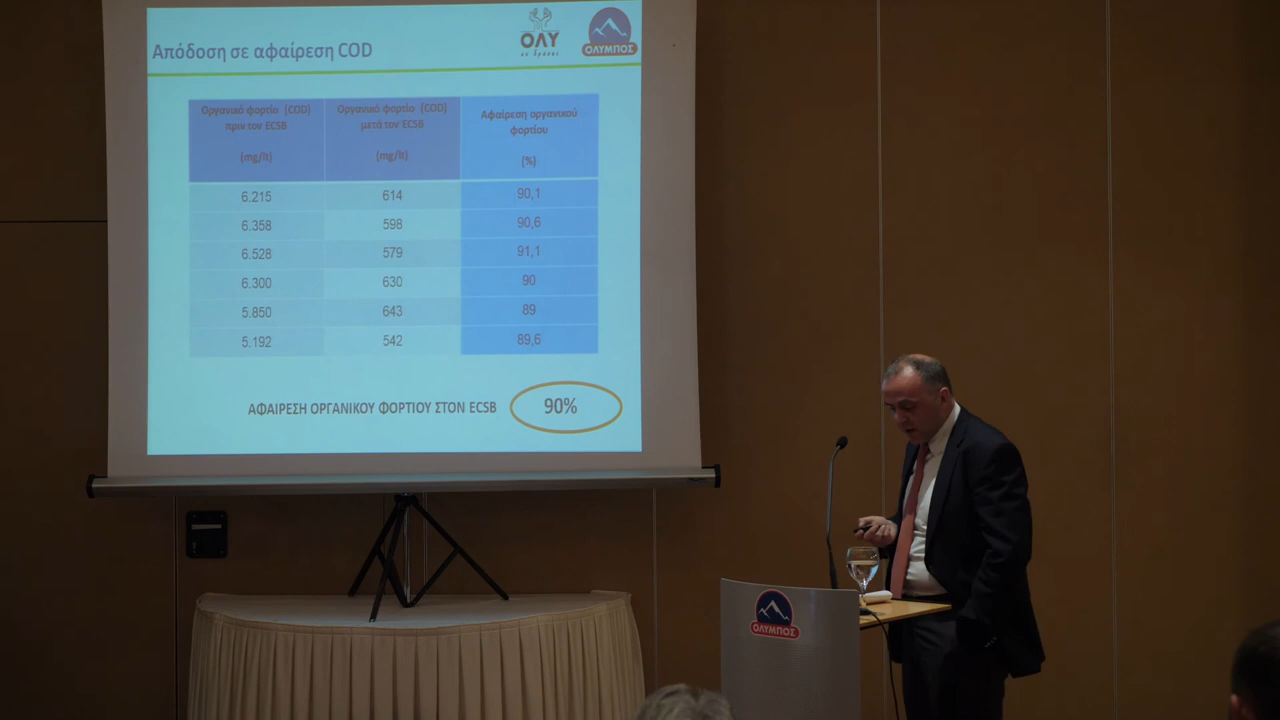 Απόδοση σε αφαίρεση COD
ΟΛΥ
σε δράση
ΟΛΥΜΠΟΣ
Οργανικό φορτίο (COD)
πριν τον ECSB
(mg/lt)
Οργανικό φορτίο (COD)
μετά τον ECSB
(mg/lt)
Αφαίρεση οργανικού
φορτίου
(%)
6.215 614 90,1
6.358 598 90,6
6.528 579 91,1
6.300 630 90
5.850 643 89
5.192 542 89,6
ΑΦΑΙΡΕΣΗ ΟΡΓΑΝΙΚΟΥ ΦΟΡΤΙΟΥ ΣΤΟΝ ECSB 90%
ΟΛΥΜΠΟΣ